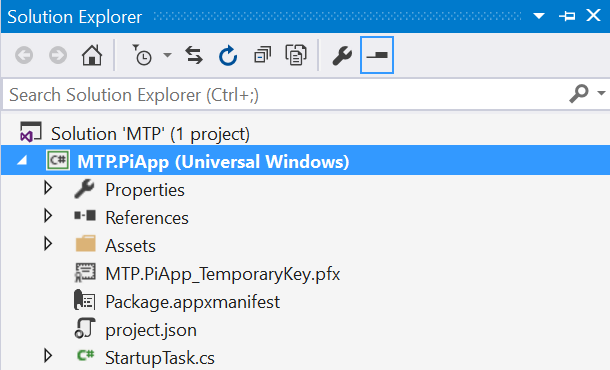 Solution Explorer
Search Solution Explorer (Ctrl+;)
Solution 'MTP' (1 project)
C# MTP.PiApp (Universal Windows)
Properties
References
Assets
MTP.PiApp_TemporaryKey.pfx
Package.appxmanifest
project.json
C# StartupTask.cs